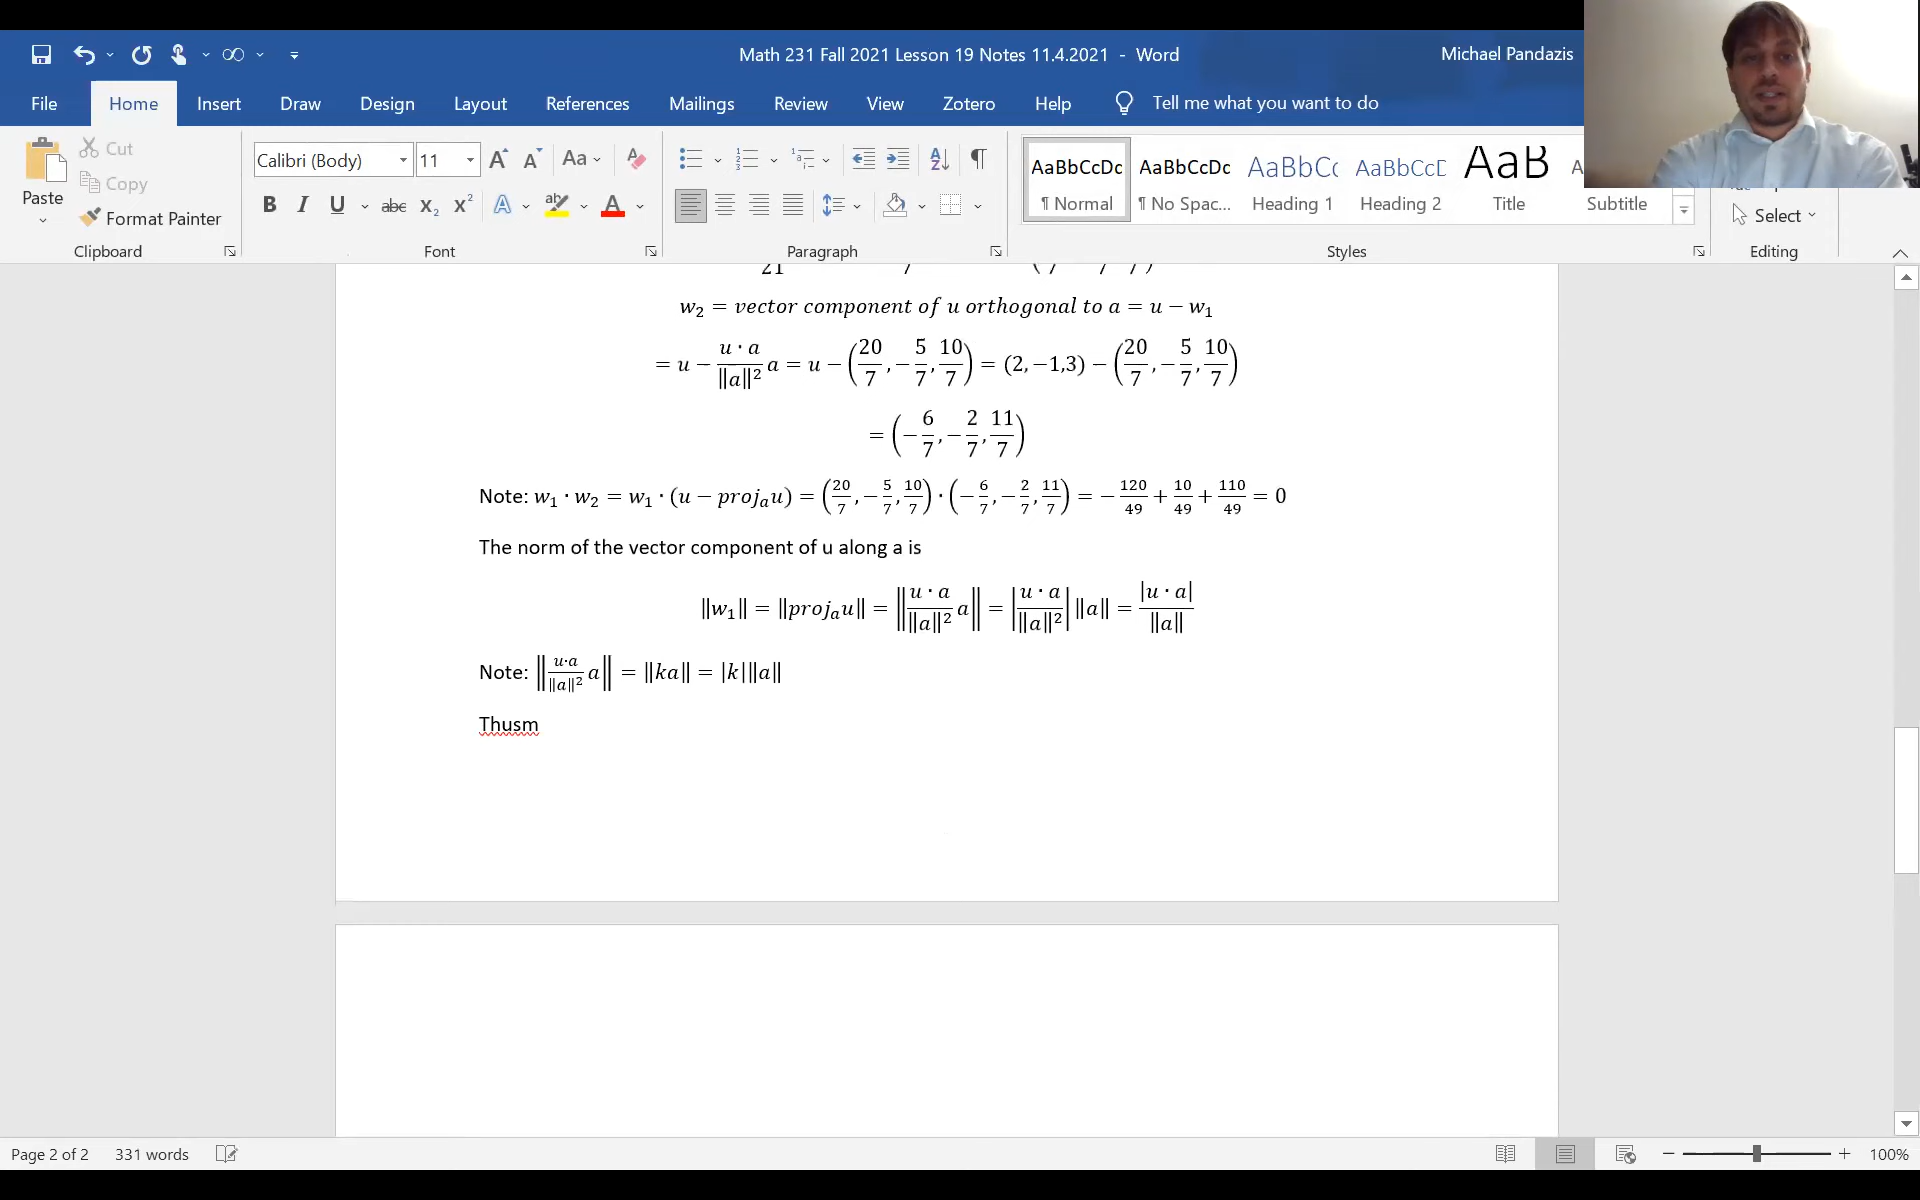 Math 231 Fall 2021 Lesson 19 Notes 11.4.2021 - Word
Michael Pandazis
File Home Insert Draw Design Layout References Mailings Review View Zotero Help Tell me what you want to do
Paste
Cut
Copy
Format Painter
Clipboard
Calibri (Body) 11
Font
Paragraph
AaBbCcDc AaBbCcDc AaBbCc AaBbCcD AaB
¶ Normal ¶ No Spac... Heading 1 Heading 2 Title Subtitle
Styles
Select
Editing
21 7 ( 7 7 7 )
w₂ = vector component of u orthogonal to a = u − w₁
= u − (u · a)/‖a‖² a = u − (20/7, −5/7, 10/7) = (2, −1,3) − (20/7, −5/7, 10/7)
= (−6/7, −2/7, 11/7)
Note: w₁ · w₂ = w₁ · (u − projₐu) = (20/7, −5/7, 10/7) · (−6/7, −2/7, 11/7) = −120/49 + 10/49 + 110/49 = 0
The norm of the vector component of u along a is
‖w₁‖ = ‖projₐu‖ = ‖(u · a)/‖a‖² a‖ = |(u · a)/‖a‖²| ‖a‖ = |u · a|/‖a‖
Note: ‖(u·a)/‖a‖² a‖ = ‖ka‖ = |k|‖a‖
Thusm
Page 2 of 2 331 words 100%